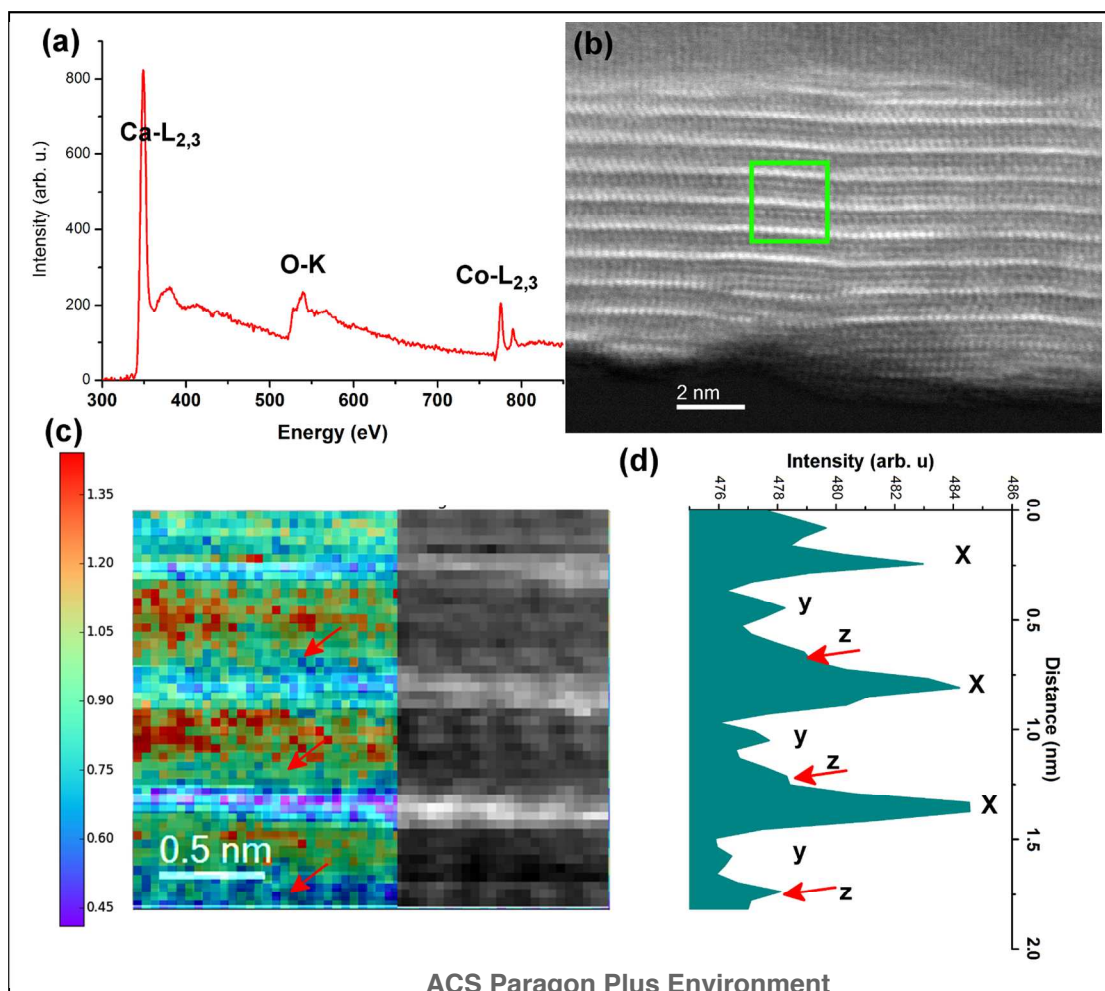 (a)
800
600
400
200
0
Intensity (arb. u.)
Ca-L2,3
O-K
Co-L2,3
300 400 500 600 700 800
Energy (eV)
(b)
2 nm
(c)
1.35
1.20
1.05
0.90
0.75
0.60
0.45
0.5 nm
(d)
Intensity (arb. u)
476 478 480 482 484 486
0.0
0.5
1.0
1.5
2.0
Distance (nm)
X
y
z
X
y
z
X
y
z
ACS Paragon Plus Environment